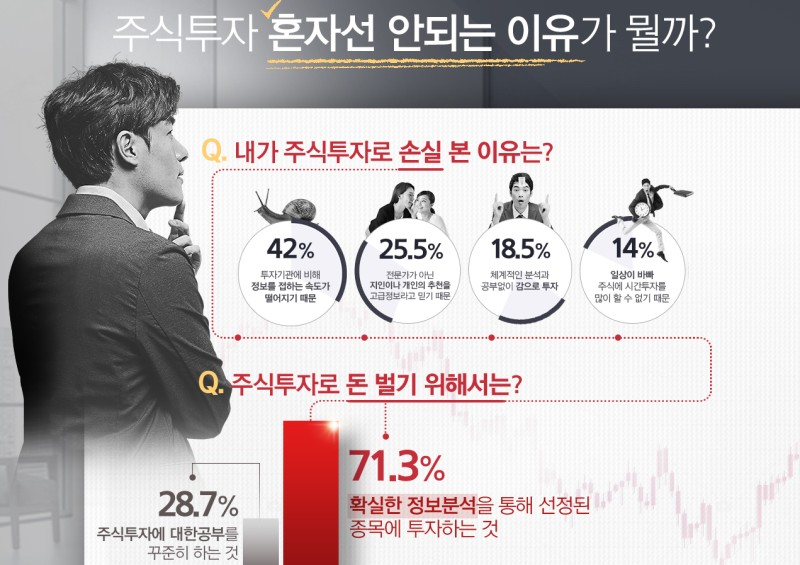 주식투자 혼자선 안되는 이유가 뭘까?
Q. 내가 주식투자로 손실 본 이유는?
42%
투자기관에 비해
정보를 접하는 속도가
떨어지기 때문
25.5%
전문가가 아닌
지인이나 개인의 추천을
고급정보라고 믿기 때문
18.5%
체계적인 분석과
공부없이 감으로 투자
14%
일상이 바빠
주식에 시간투자를
많이 할 수 없기 때문
Q. 주식투자로 돈 벌기 위해서는?
28.7%
주식투자에 대한공부를
꾸준히 하는 것
71.3%
확실한 정보분석을 통해 선정된
종목에 투자하는 것